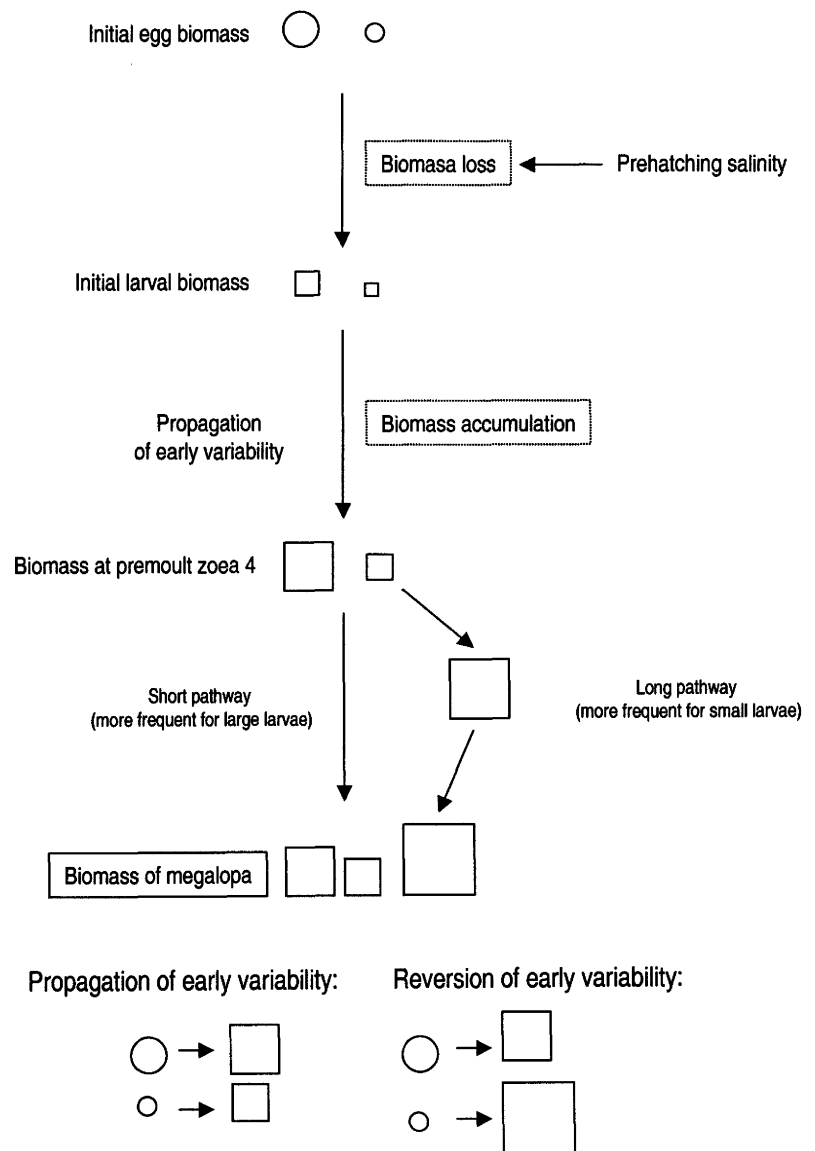 Initial egg biomass
Biomasa loss
Prehatching salinity
Initial larval biomass
Propagation
of early variability
Biomass accumulation
Biomass at premoult zoea 4
Short pathway
(more frequent for large larvae)
Long pathway
(more frequent for small larvae)
Biomass of megalopa
Propagation of early variability:
Reversion of early variability: